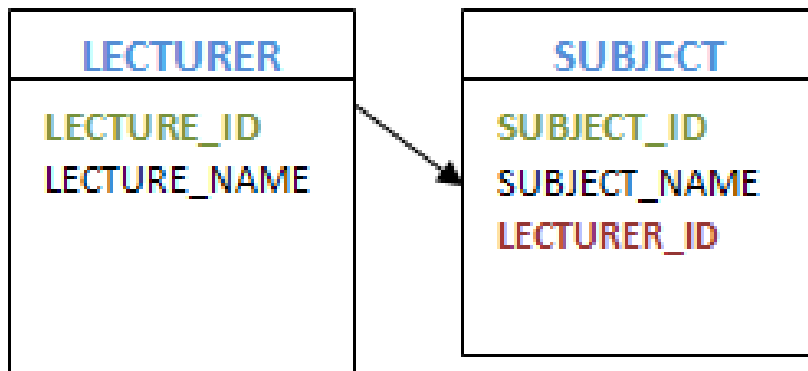 LECTURER
LECTURE_ID
LECTURE_NAME
SUBJECT
SUBJECT_ID
SUBJECT_NAME
LECTURER_ID